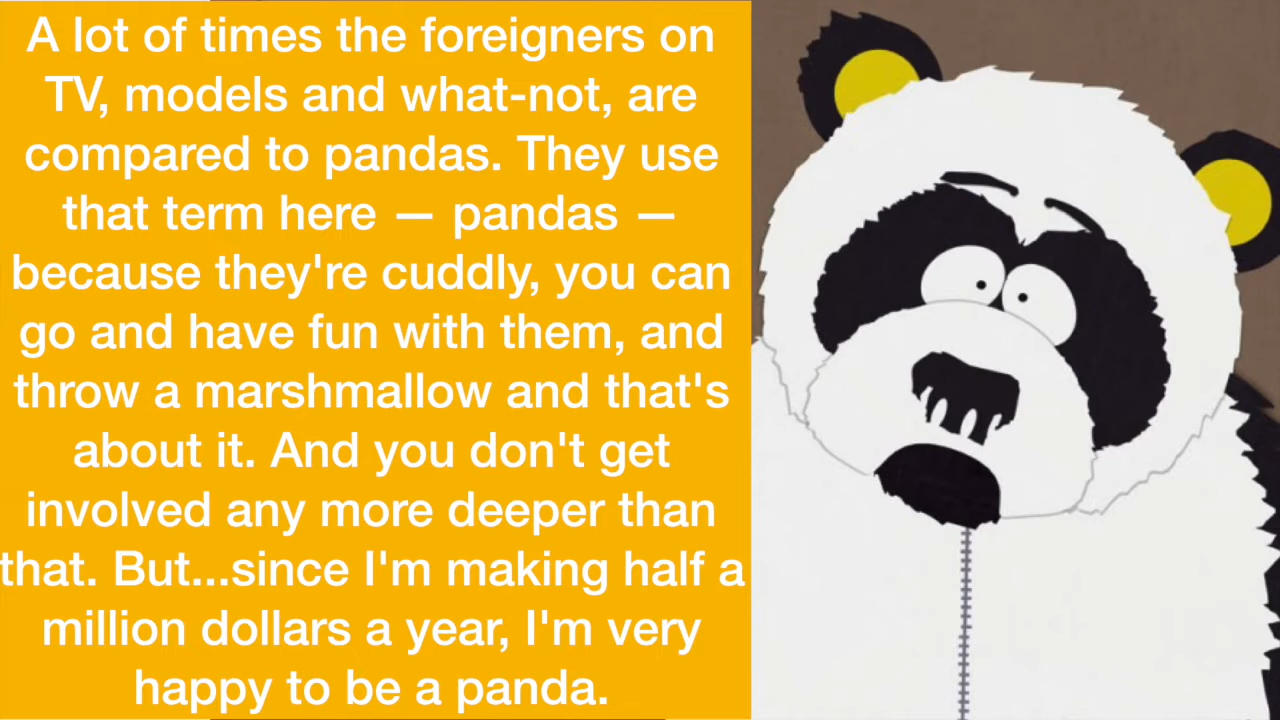 A lot of times the foreigners on
TV, models and what-not, are
compared to pandas. They use
that term here — pandas —
because they're cuddly, you can
go and have fun with them, and
throw a marshmallow and that's
about it. And you don't get
involved any more deeper than
that. But...since I'm making half a
million dollars a year, I'm very
happy to be a panda.